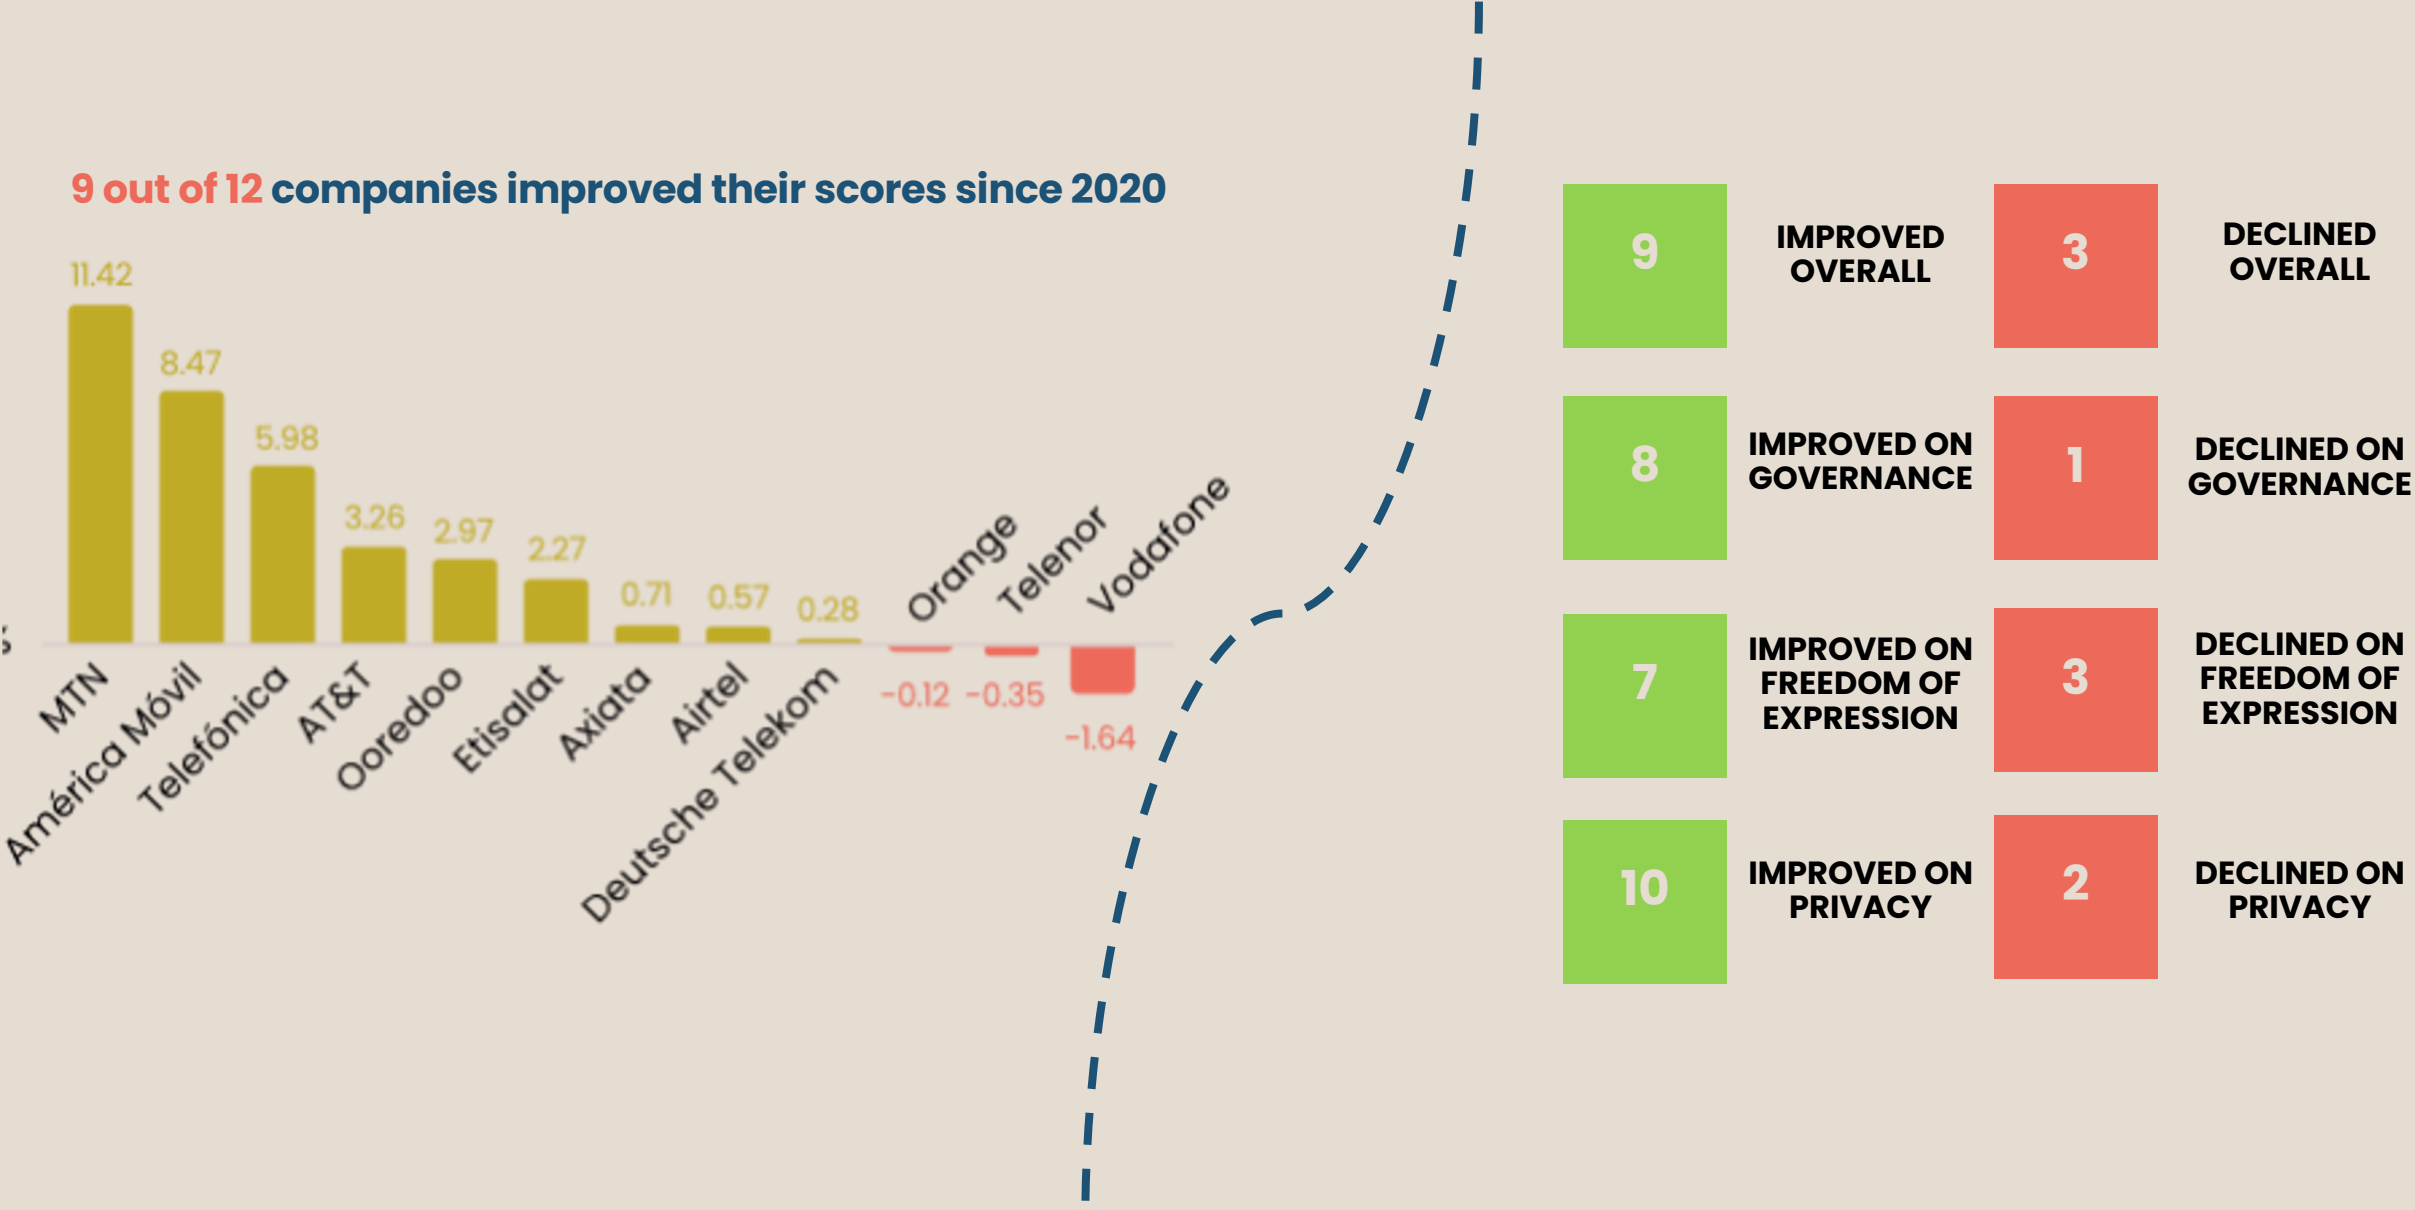 9 out of 12 companies improved their scores since 2020
11.42
8.47
5.98
3.26
2.97
2.27
0.71
0.57
0.28
Orange
Telenor
Vodafone
MTN
América Móvil
Telefónica
AT&T
Ooredoo
Etisalat
Axiata
Airtel
Deutsche Telekom
-0.12
-0.35
-1.64
9
IMPROVED
OVERALL
3
DECLINED
OVERALL
8
IMPROVED ON
GOVERNANCE
1
DECLINED ON
GOVERNANCE
7
IMPROVED ON
FREEDOM OF
EXPRESSION
3
DECLINED ON
FREEDOM OF
EXPRESSION
10
IMPROVED ON
PRIVACY
2
DECLINED ON
PRIVACY